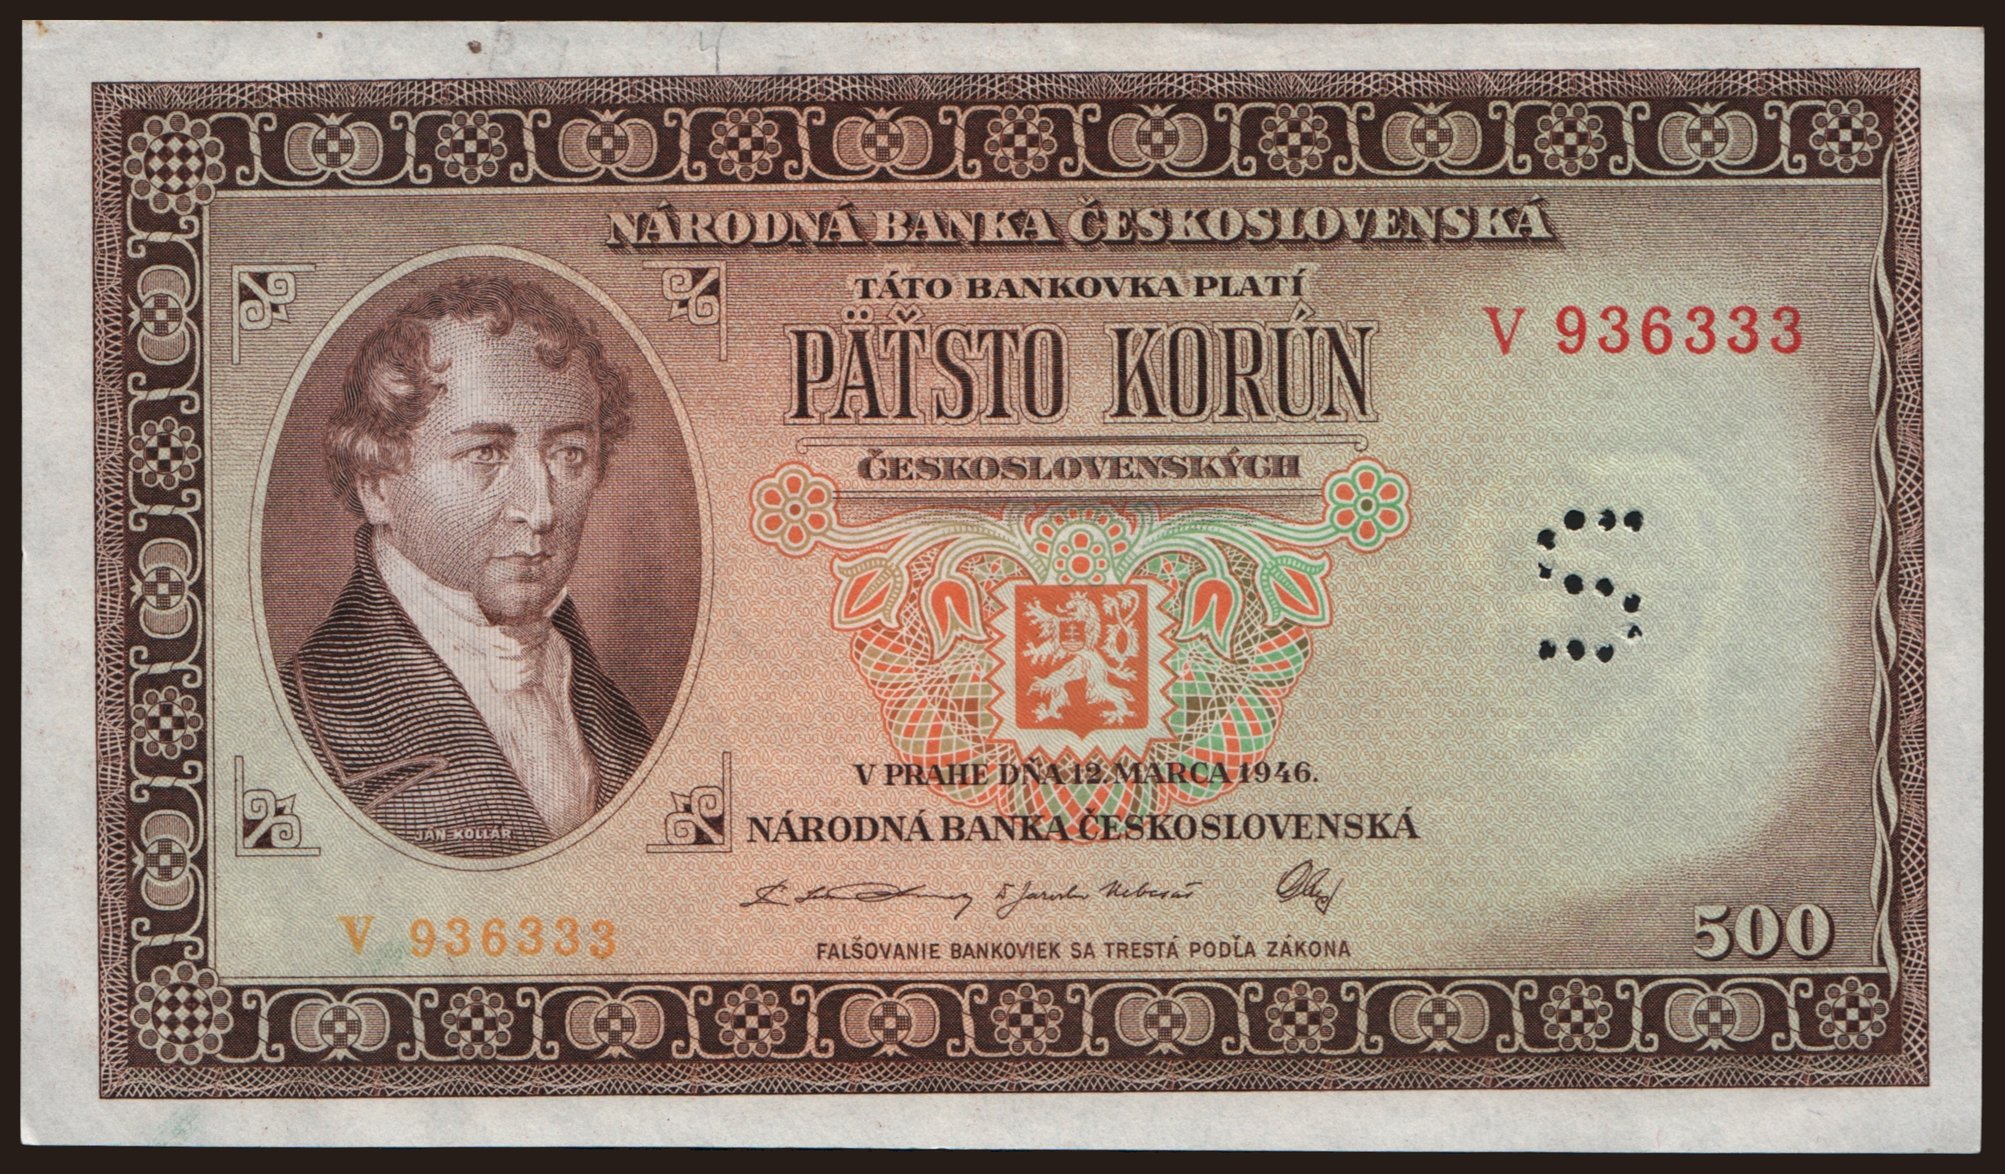 NÁRODNÁ BANKA ČESKOSLOVENSKÁ
TÁTO BANKOVKA PLATÍ
V 936333
PÄŤSTO KORÚN
ČESKOSLOVENSKÝCH
S
V PRAHE DŇA 12. MARCA 1946.
NÁRODNÁ BANKA ČESKOSLOVENSKÁ
JÁN KOLLÁR
V 936333
500
FALŠOVANIE BANKOVIEK SA TRESTÁ PODĽA ZÁKONA